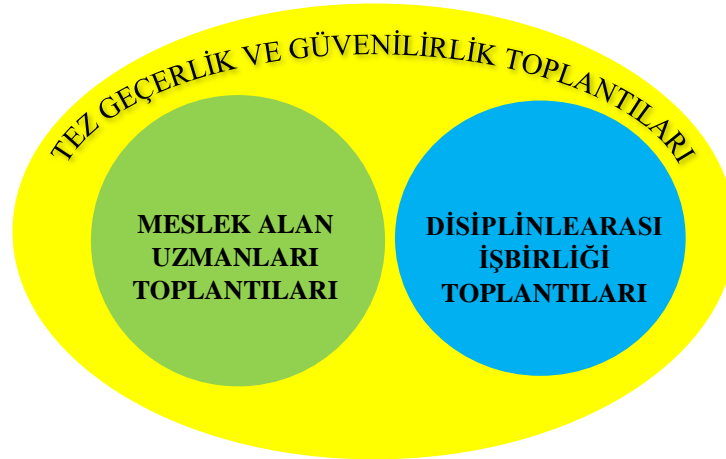 TEZ GEÇERLİK VE GÜVENİLİRLİK TOPLANTILARI
MESLEK ALAN
UZMANLARI
TOPLANTILARI
DİSİPLİNLEARASI
İŞBİRLİĞİ
TOPLANTILARI